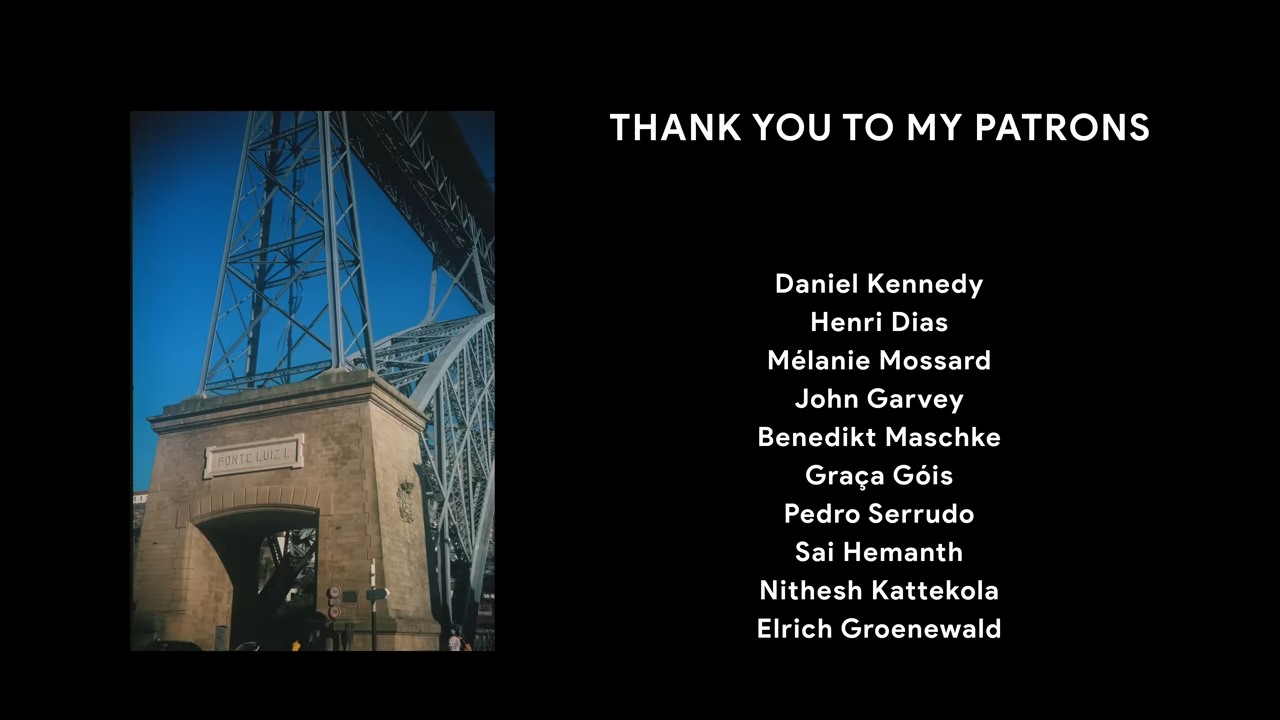 PONTE LUIZ I.
THANK YOU TO MY PATRONS
Daniel Kennedy
Henri Dias
Mélanie Mossard
John Garvey
Benedikt Maschke
Graça Góis
Pedro Serrudo
Sai Hemanth
Nithesh Kattekola
Elrich Groenewald